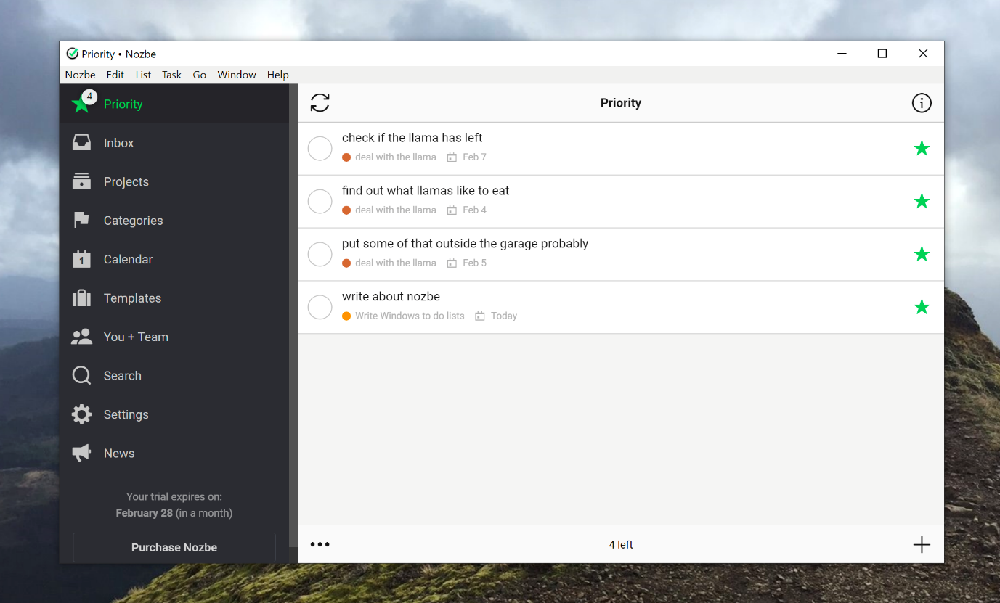 Priority • Nozbe
Nozbe Edit List Task Go Window Help
4
Priority
Inbox
Projects
Categories
1
Calendar
Templates
You + Team
Search
Settings
News
Your trial expires on:
February 28 (in a month)
Purchase Nozbe
Priority
check if the llama has left
deal with the llama Feb 7
find out what llamas like to eat
deal with the llama Feb 4
put some of that outside the garage probably
deal with the llama Feb 5
write about nozbe
Write Windows to do lists Today
4 left